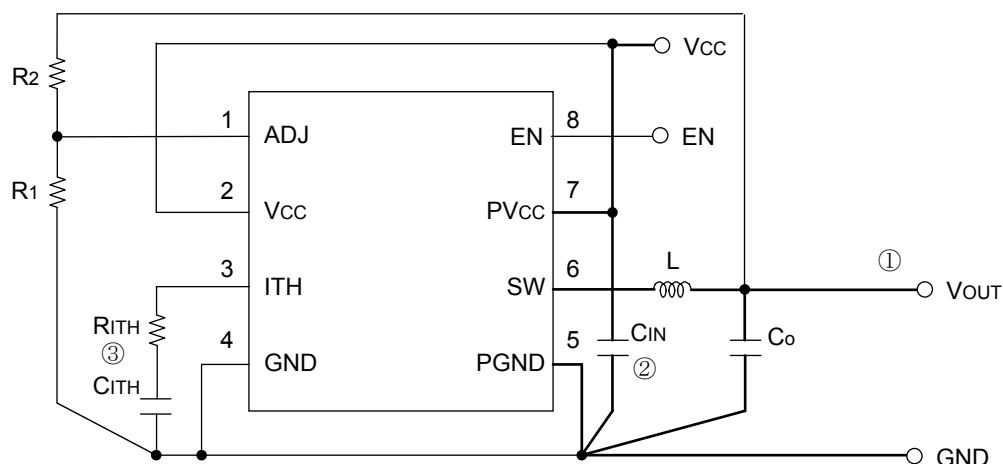 VCC
R2
1
ADJ
EN
8
EN
R1
2
VCC
PVCC
7
3
ITH
SW
6
L
①
VOUT
RITH
③
CITH
4
GND
PGND
5
CIN
②
Co
GND